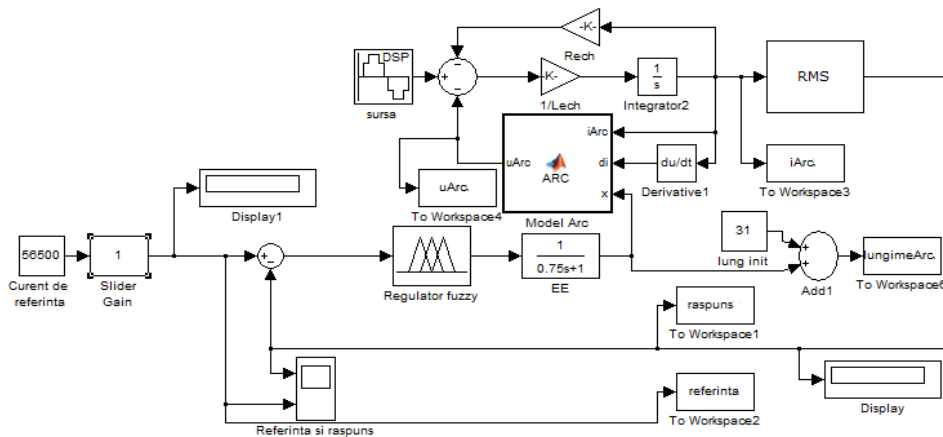 -K-
Rech
DSP
sursa
-K-
1/Lech
1
s
Integrator2
RMS
iArc
uArc
di
ARC
x
Model Arc
du/dt
Derivative1
iArc
To Workspace3
uArc
To Workspace4
Display1
56500
Curent de
referinta
1
Slider
Gain
Regulator fuzzy
1
0.75s+1
EE
31
lung init
Add1
lungimeArc
To Workspace6
raspuns
To Workspace1
Display
Referinta si raspuns
referinta
To Workspace2